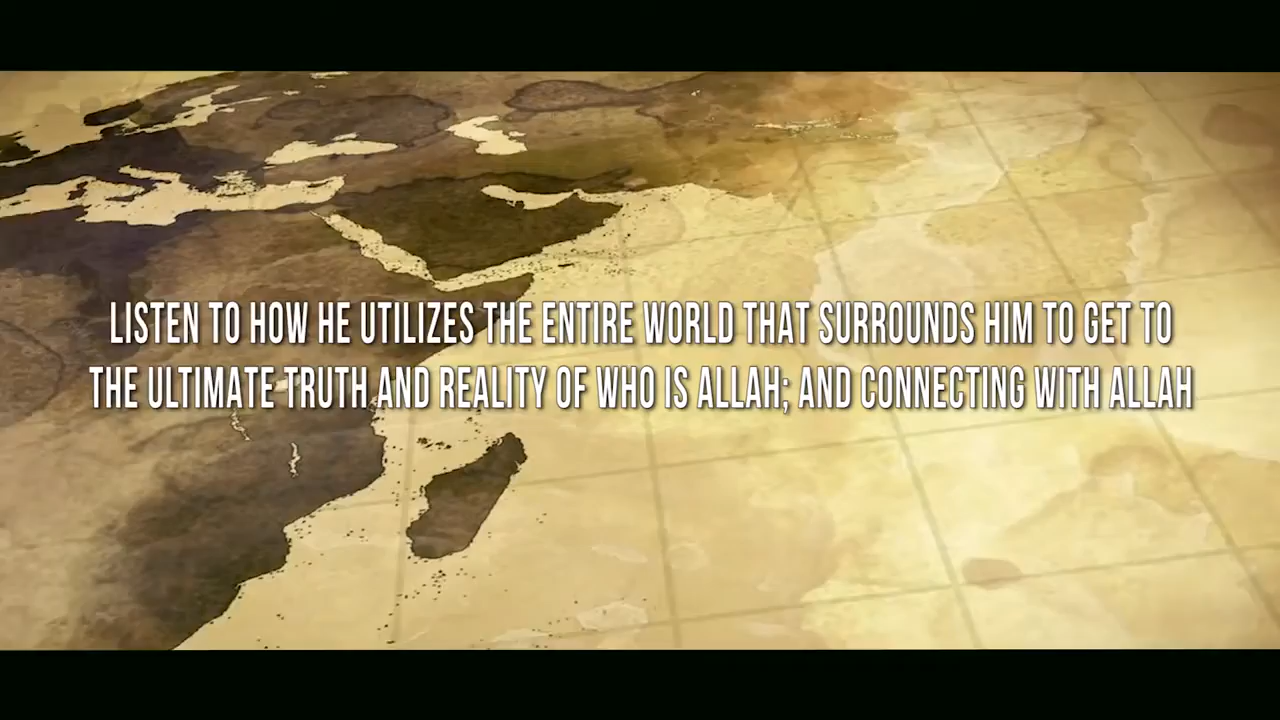 LISTEN TO HOW HE UTILIZES THE ENTIRE WORLD THAT SURROUNDS HIM TO GET TO
THE ULTIMATE TRUTH AND REALITY OF WHO IS ALLAH; AND CONNECTING WITH ALLAH